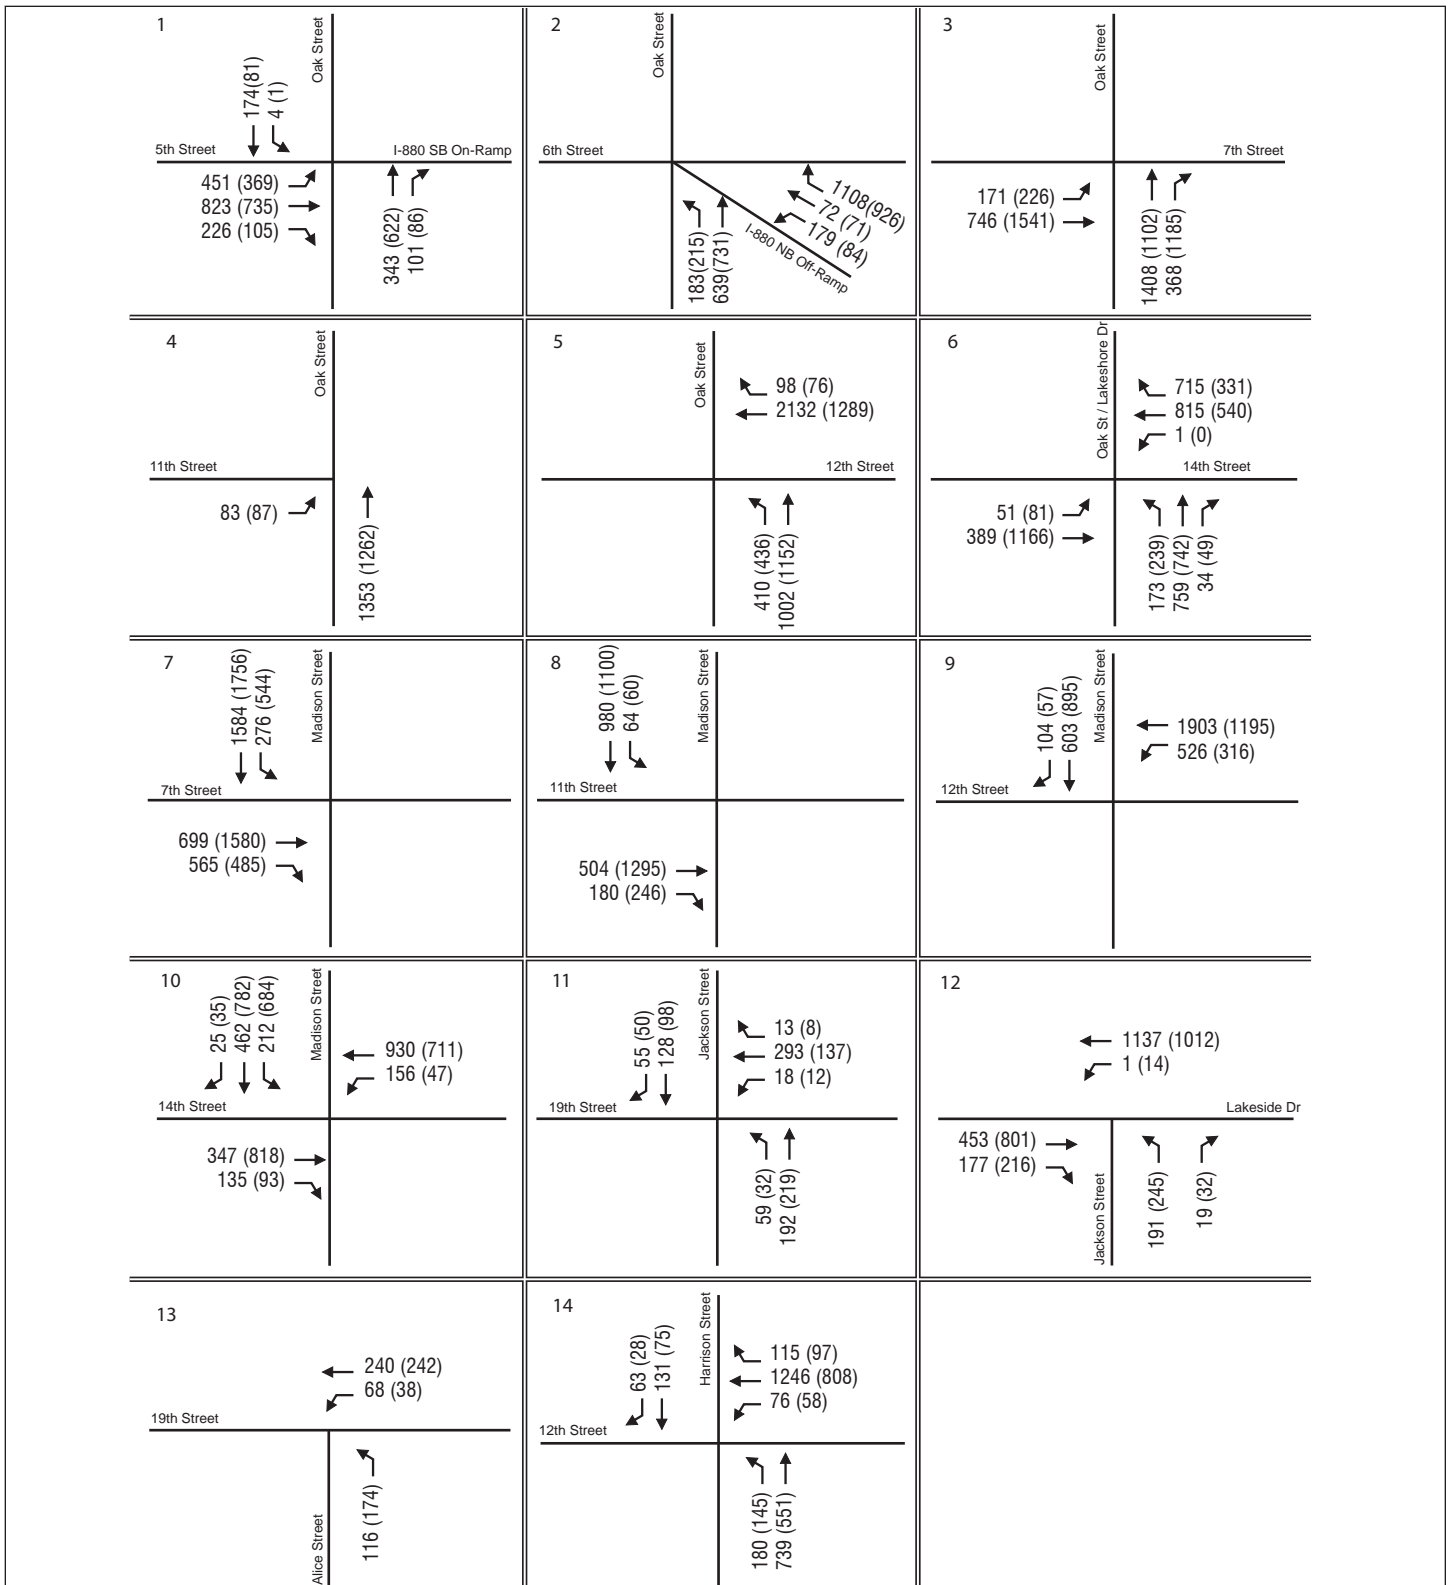 1
Oak Street
174(81)
4 (1)
5th Street
I-880 SB On-Ramp
451 (369)
823 (735)
226 (105)
343 (622)
101 (86)
2
Oak Street
6th Street
1108(926)
72 (71)
179 (84)
I-880 NB Off-Ramp
183(215)
639(731)
3
Oak Street
7th Street
171 (226)
746 (1541)
1408 (1102)
368 (1185)
4
Oak Street
11th Street
83 (87)
1353 (1262)
5
Oak Street
98 (76)
2132 (1289)
12th Street
410 (436)
1002 (1152)
6
Oak St / Lakeshore Dr
715 (331)
815 (540)
1 (0)
14th Street
51 (81)
389 (1166)
173 (239)
759 (742)
34 (49)
7
1584 (1756)
276 (544)
Madison Street
7th Street
699 (1580)
565 (485)
8
980 (1100)
64 (60)
Madison Street
11th Street
504 (1295)
180 (246)
9
104 (57)
603 (895)
Madison Street
1903 (1195)
526 (316)
12th Street
10
25 (35)
462 (782)
212 (684)
Madison Street
930 (711)
156 (47)
14th Street
347 (818)
135 (93)
11
55 (50)
128 (98)
Jackson Street
13 (8)
293 (137)
18 (12)
19th Street
59 (32)
192 (219)
12
1137 (1012)
1 (14)
Lakeside Dr
453 (801)
177 (216)
Jackson Street
191 (245)
19 (32)
13
240 (242)
68 (38)
19th Street
Alice Street
116 (174)
14
63 (28)
131 (75)
Harrison Street
115 (97)
1246 (808)
76 (58)
12th Street
180 (145)
739 (551)